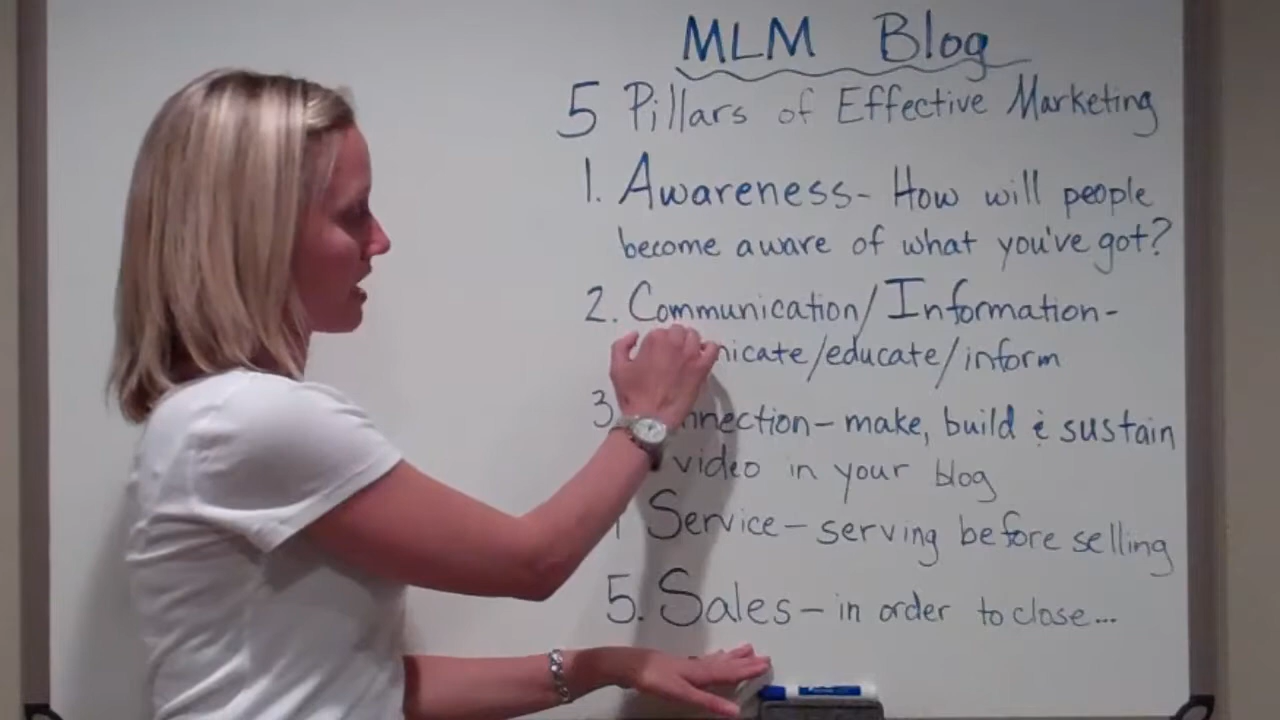 MLM Blog
5 Pillars of Effective Marketing
1. Awareness- How will people
become aware of what you've got?
2. Communication/Information-
/educate/inform
3 - make, build & sustain
video in your blog
Service - serving before selling
5. Sales - in order to close...